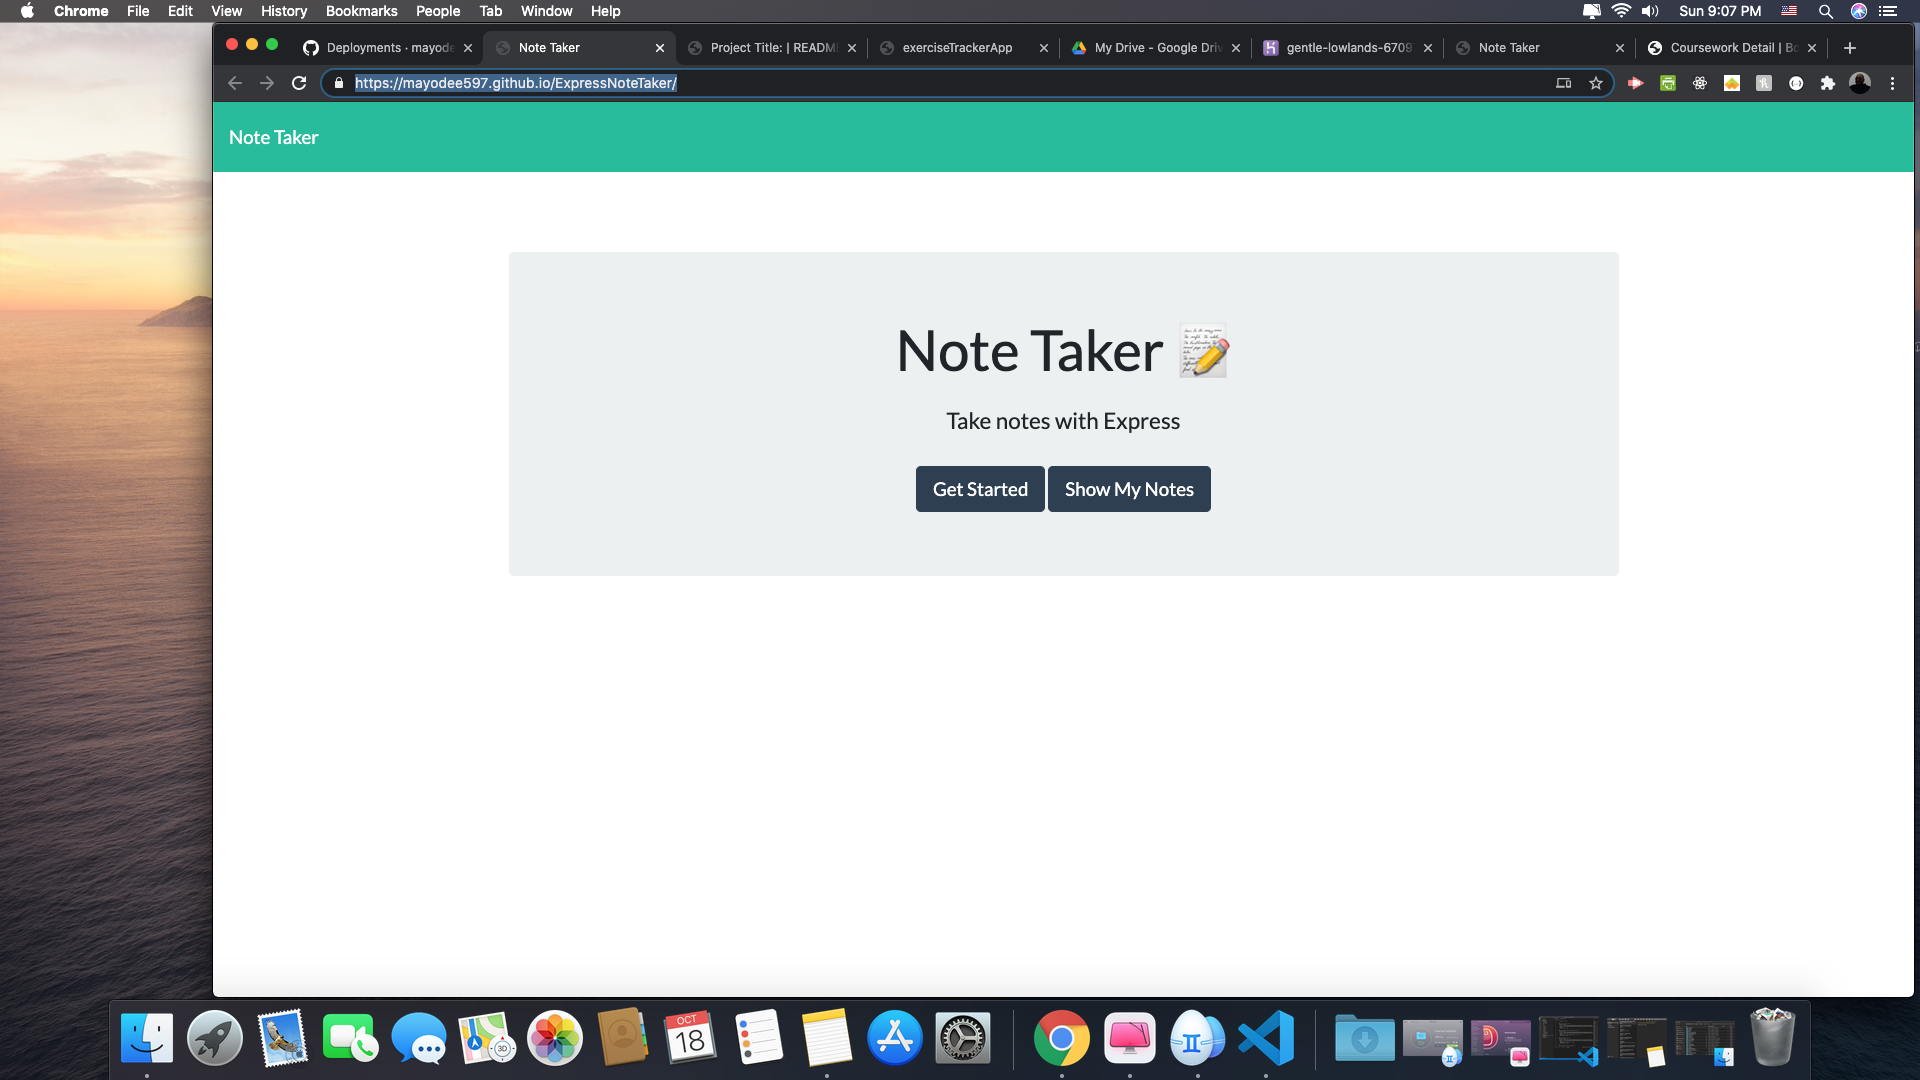 Chrome File Edit View History Bookmarks People Tab Window Help Sun 9:07 PM
Deployments · mayode Note Taker Project Title: | READM exerciseTrackerApp My Drive - Google Driv gentle-lowlands-6709 Note Taker Coursework Detail | Bo
https://mayodee597.github.io/ExpressNoteTaker/
Note Taker
Note Taker
Take notes with Express
Get Started Show My Notes
OCT
18
3D